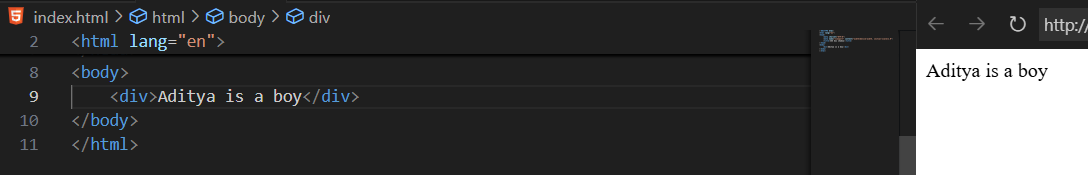 index.html > html > body > div
2 <html lang="en">
8 <body>
9 <div>Aditya is a boy</div>
10 </body>
11 </html>
http://
Aditya is a boy